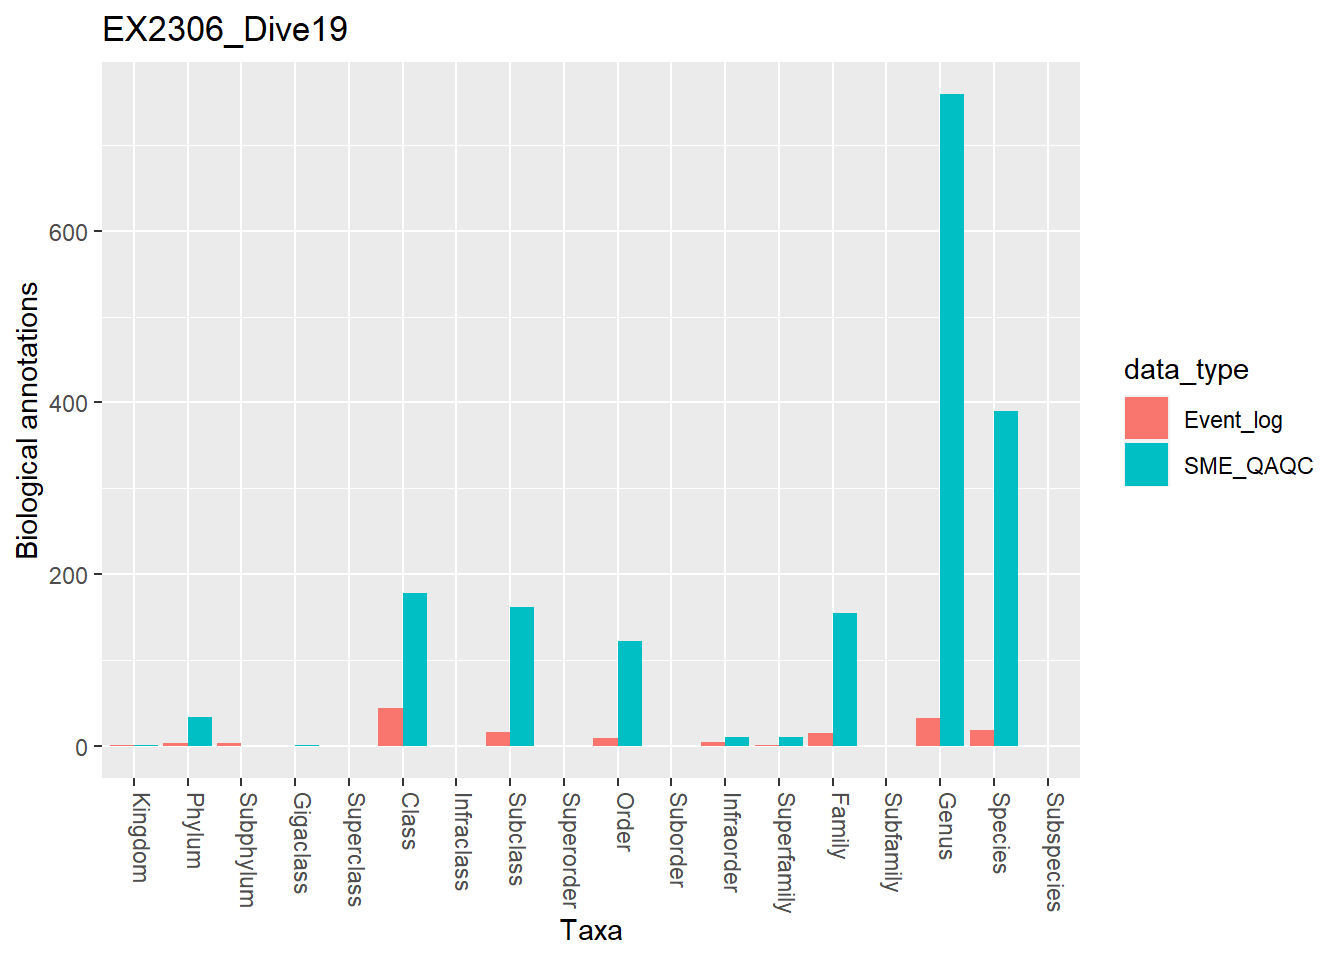 EX2306_Dive19
Biological annotations
600
400
200
0
Kingdom
Phylum
Subphylum
Gigaclass
Superclass
Class
Infraclass
Subclass
Superorder
Order
Suborder
Infraorder
Superfamily
Family
Subfamily
Genus
Species
Subspecies
Taxa
data_type
Event_log
SME_QAQC